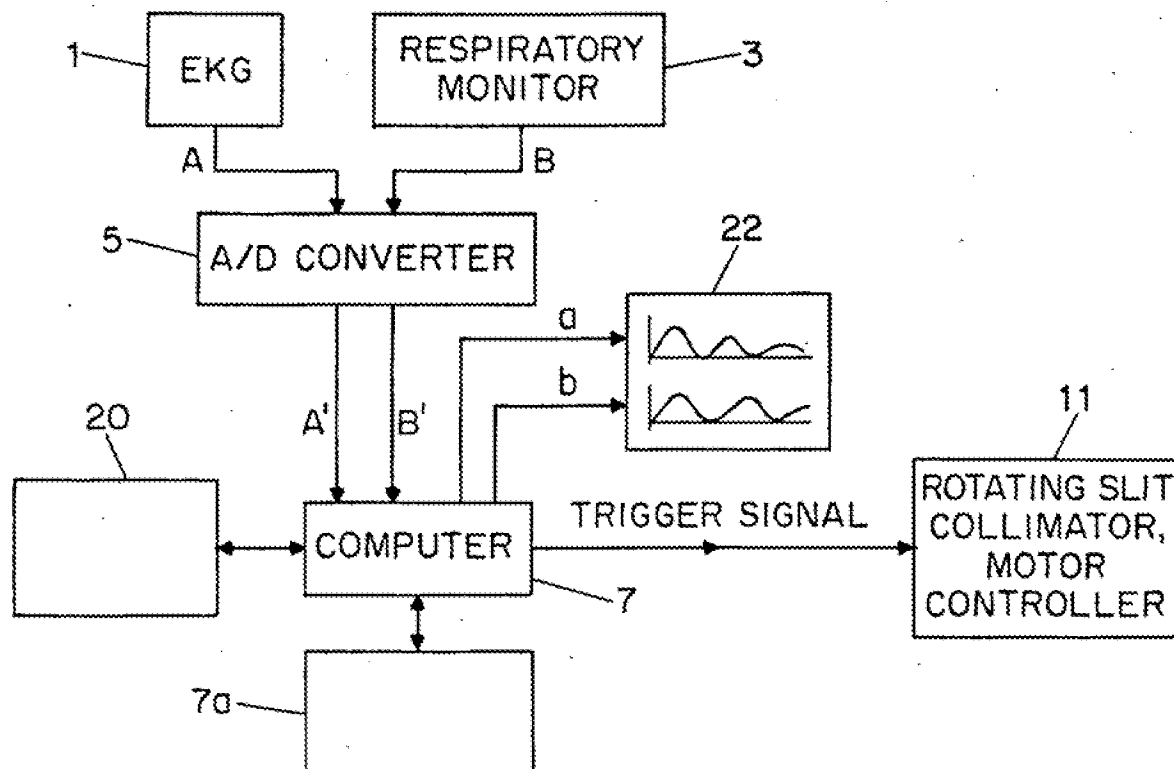 1
EKG
RESPIRATORY
MONITOR
3
A
B
5
A/D CONVERTER
22
a
b
A'
B'
20
11
COMPUTER
TRIGGER SIGNAL
ROTATING SLIT
COLLIMATOR,
MOTOR
CONTROLLER
7
7a